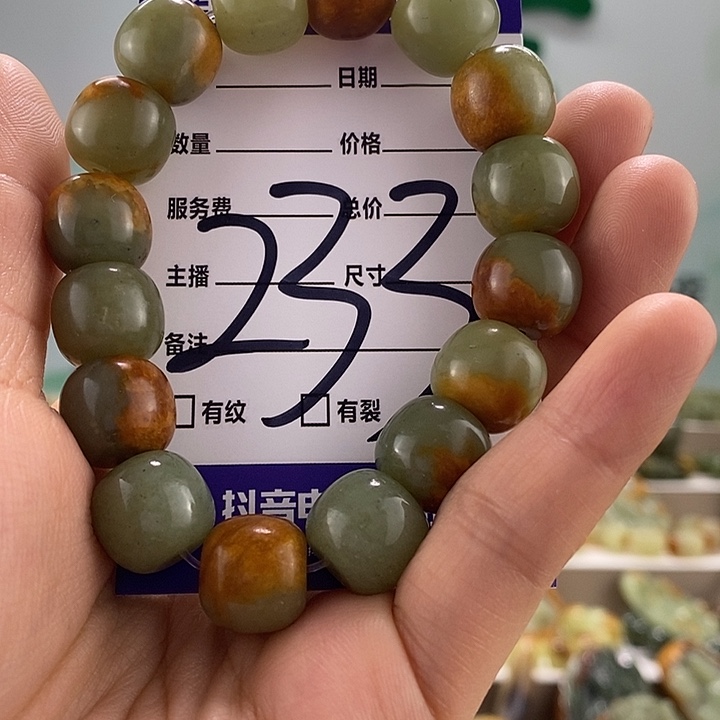 日期
数量 价格
服务费 总价
主播 尺寸
备注
233
有纹 有裂
抖音电